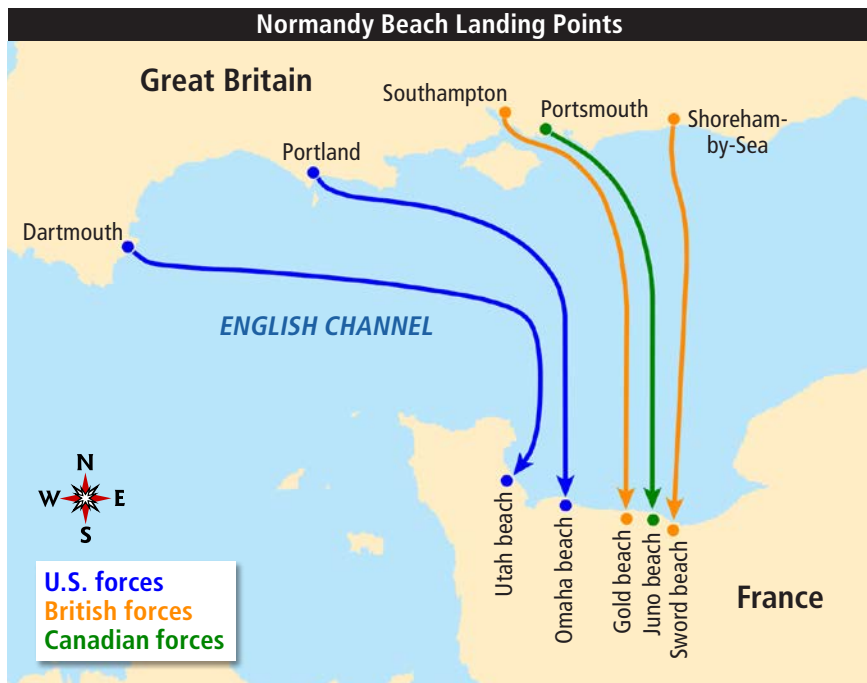 Normandy Beach Landing Points
Great Britain
Southampton
Portsmouth
Shoreham-
by-Sea
Portland
Dartmouth
ENGLISH CHANNEL
N
W
E
S
Utah beach
Omaha beach
Gold beach
Juno beach
Sword beach
France
U.S. forces
British forces
Canadian forces